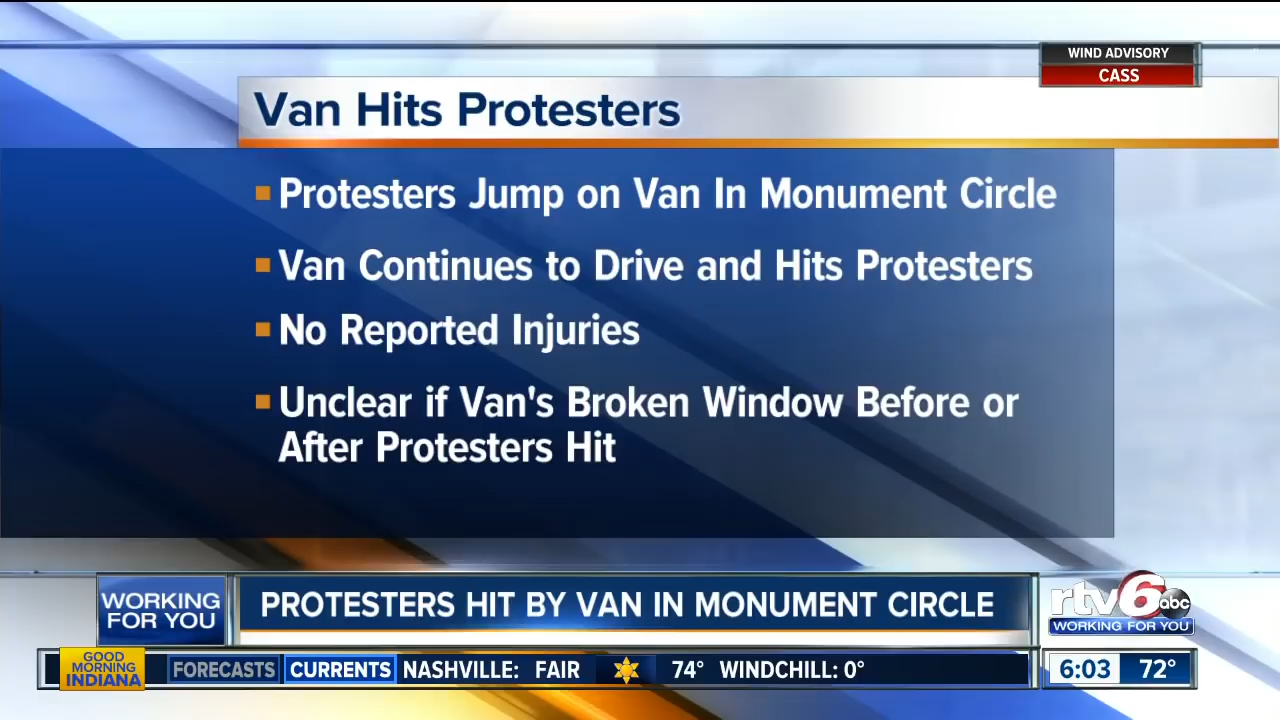 WIND ADVISORY
CASS
Van Hits Protesters
Protesters Jump on Van In Monument Circle
Van Continues to Drive and Hits Protesters
No Reported Injuries
Unclear if Van's Broken Window Before or
After Protesters Hit
WORKING
FOR YOU
PROTESTERS HIT BY VAN IN MONUMENT CIRCLE
rtv6 abc
WORKING FOR YOU
GOOD
MORNING
INDIANA
FORECASTS CURRENTS NASHVILLE: FAIR 74° WINDCHILL: 0°
6:03 72°